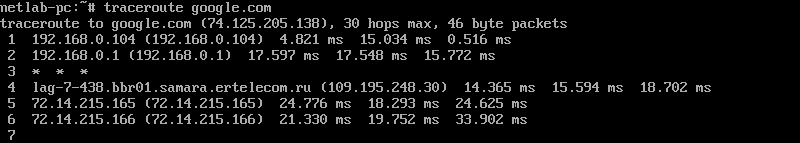 netlab-pc:~# traceroute google.com
traceroute to google.com (74.125.205.138), 30 hops max, 46 byte packets
1 192.168.0.104 (192.168.0.104) 4.821 ms 15.034 ms 0.516 ms
2 192.168.0.1 (192.168.0.1) 17.597 ms 17.548 ms 15.772 ms
3 * * *
4 lag-7-438.bbr01.samara.ertelecom.ru (109.195.248.30) 14.365 ms 15.594 ms 18.702 ms
5 72.14.215.165 (72.14.215.165) 24.776 ms 18.293 ms 24.625 ms
6 72.14.215.166 (72.14.215.166) 21.330 ms 19.752 ms 33.902 ms
7